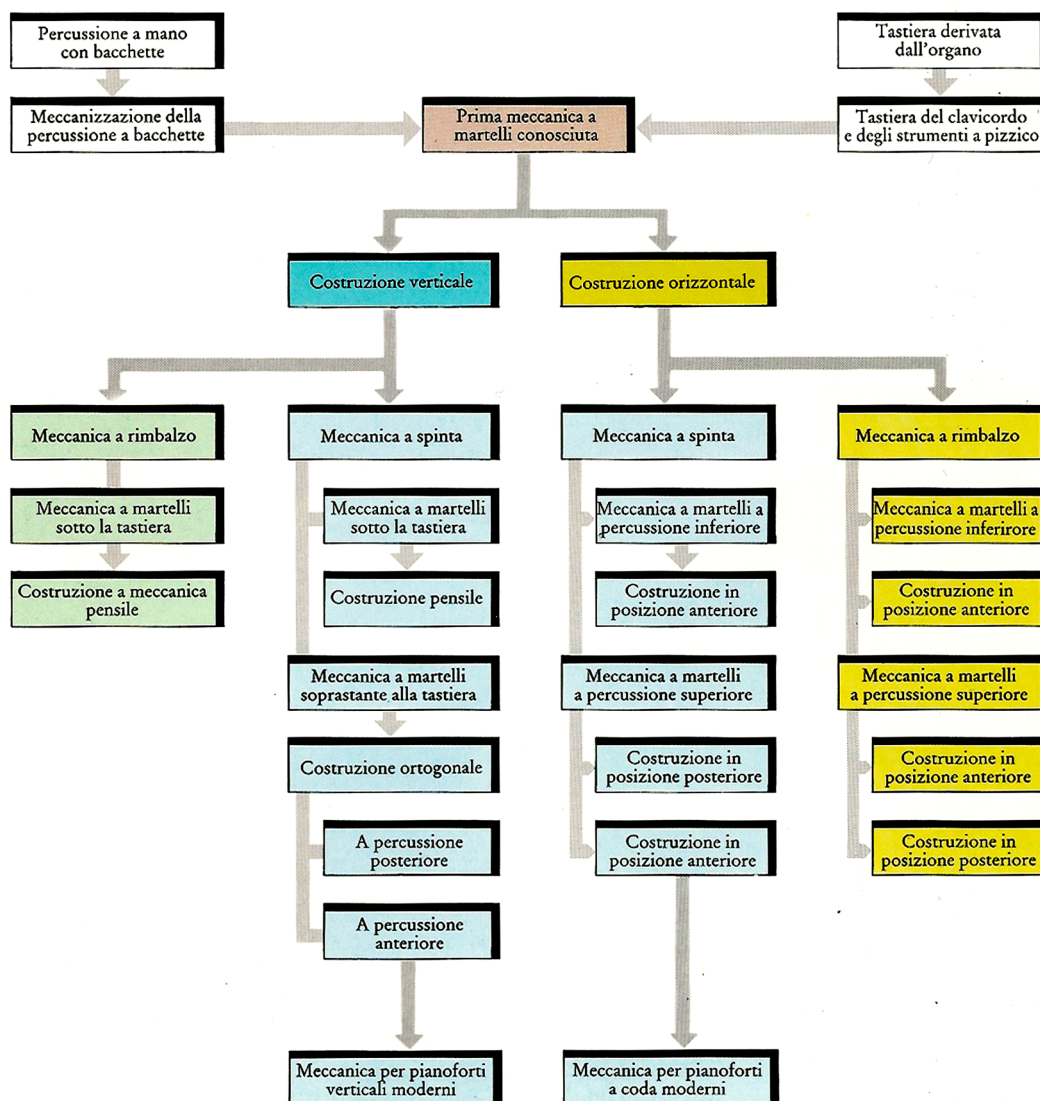 Percussione a mano
con bacchette
Tastiera derivata
dall'organo
Meccanizzazione della
percussione a bacchette
Prima meccanica a
martelli conosciuta
Tastiera del clavicordo
e degli strumenti a pizzico
Costruzione verticale
Costruzione orizzontale
Meccanica a rimbalzo
Meccanica a spinta
Meccanica a spinta
Meccanica a rimbalzo
Meccanica a martelli
sotto la tastiera
Meccanica a martelli
sotto la tastiera
Meccanica a martelli a
percussione inferiore
Meccanica a martelli a
percussione inferirore
Costruzione a meccanica
pensile
Costruzione pensile
Costruzione in
posizione anteriore
Costruzione in
posizione anteriore
Meccanica a martelli
soprastante alla tastiera
Meccanica a martelli
a percussione superiore
Meccanica a martelli
a percussione superiore
Costruzione ortogonale
Costruzione in
posizione posteriore
Costruzione in
posizione anteriore
A percussione
posteriore
Costruzione in
posizione anteriore
Costruzione in
posizione posteriore
A percussione
anteriore
Meccanica per pianoforti
verticali moderni
Meccanica per pianoforti
a coda moderni